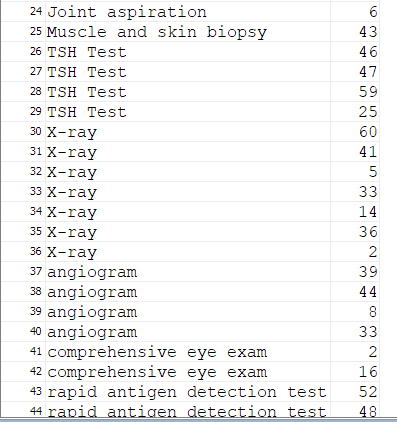 24 Joint aspiration 6
25 Muscle and skin biopsy 43
26 TSH Test 46
27 TSH Test 47
28 TSH Test 59
29 TSH Test 25
30 X-ray 60
31 X-ray 41
32 X-ray 5
33 X-ray 33
34 X-ray 14
35 X-ray 36
36 X-ray 2
37 angiogram 39
38 angiogram 44
39 angiogram 8
40 angiogram 33
41 comprehensive eye exam 2
42 comprehensive eye exam 16
43 rapid antigen detection test 52
44 rapid antigen detection test 48